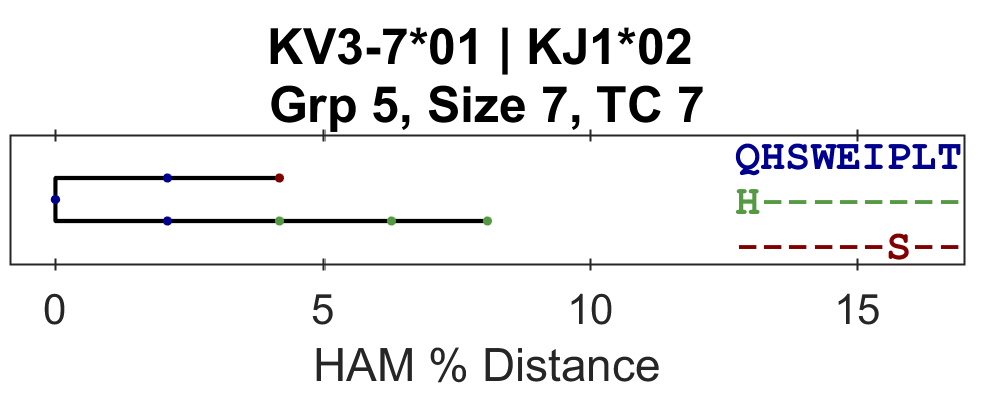 KV3-7*01 | KJ1*02
Grp 5, Size 7, TC 7
QHSWEIPLT
H--------
------S--
0 5 10 15
HAM % Distance